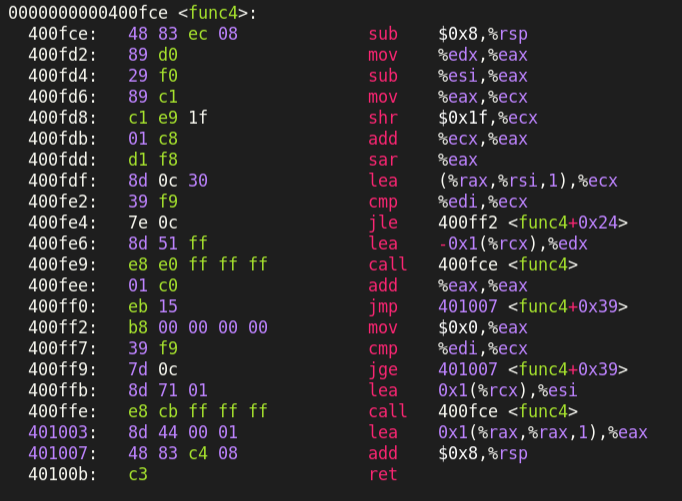 0000000000400fce <func4>:
400fce: 48 83 ec 08 sub $0x8,%rsp
400fd2: 89 d0 mov %edx,%eax
400fd4: 29 f0 sub %esi,%eax
400fd6: 89 c1 mov %eax,%ecx
400fd8: c1 e9 1f shr $0x1f,%ecx
400fdb: 01 c8 add %ecx,%eax
400fdd: d1 f8 sar %eax
400fdf: 8d 0c 30 lea (%rax,%rsi,1),%ecx
400fe2: 39 f9 cmp %edi,%ecx
400fe4: 7e 0c jle 400ff2 <func4+0x24>
400fe6: 8d 51 ff lea -0x1(%rcx),%edx
400fe9: e8 e0 ff ff ff call 400fce <func4>
400fee: 01 c0 add %eax,%eax
400ff0: eb 15 jmp 401007 <func4+0x39>
400ff2: b8 00 00 00 00 mov $0x0,%eax
400ff7: 39 f9 cmp %edi,%ecx
400ff9: 7d 0c jge 401007 <func4+0x39>
400ffb: 8d 71 01 lea 0x1(%rcx),%esi
400ffe: e8 cb ff ff ff call 400fce <func4>
401003: 8d 44 00 01 lea 0x1(%rax,%rax,1),%eax
401007: 48 83 c4 08 add $0x8,%rsp
40100b: c3 ret